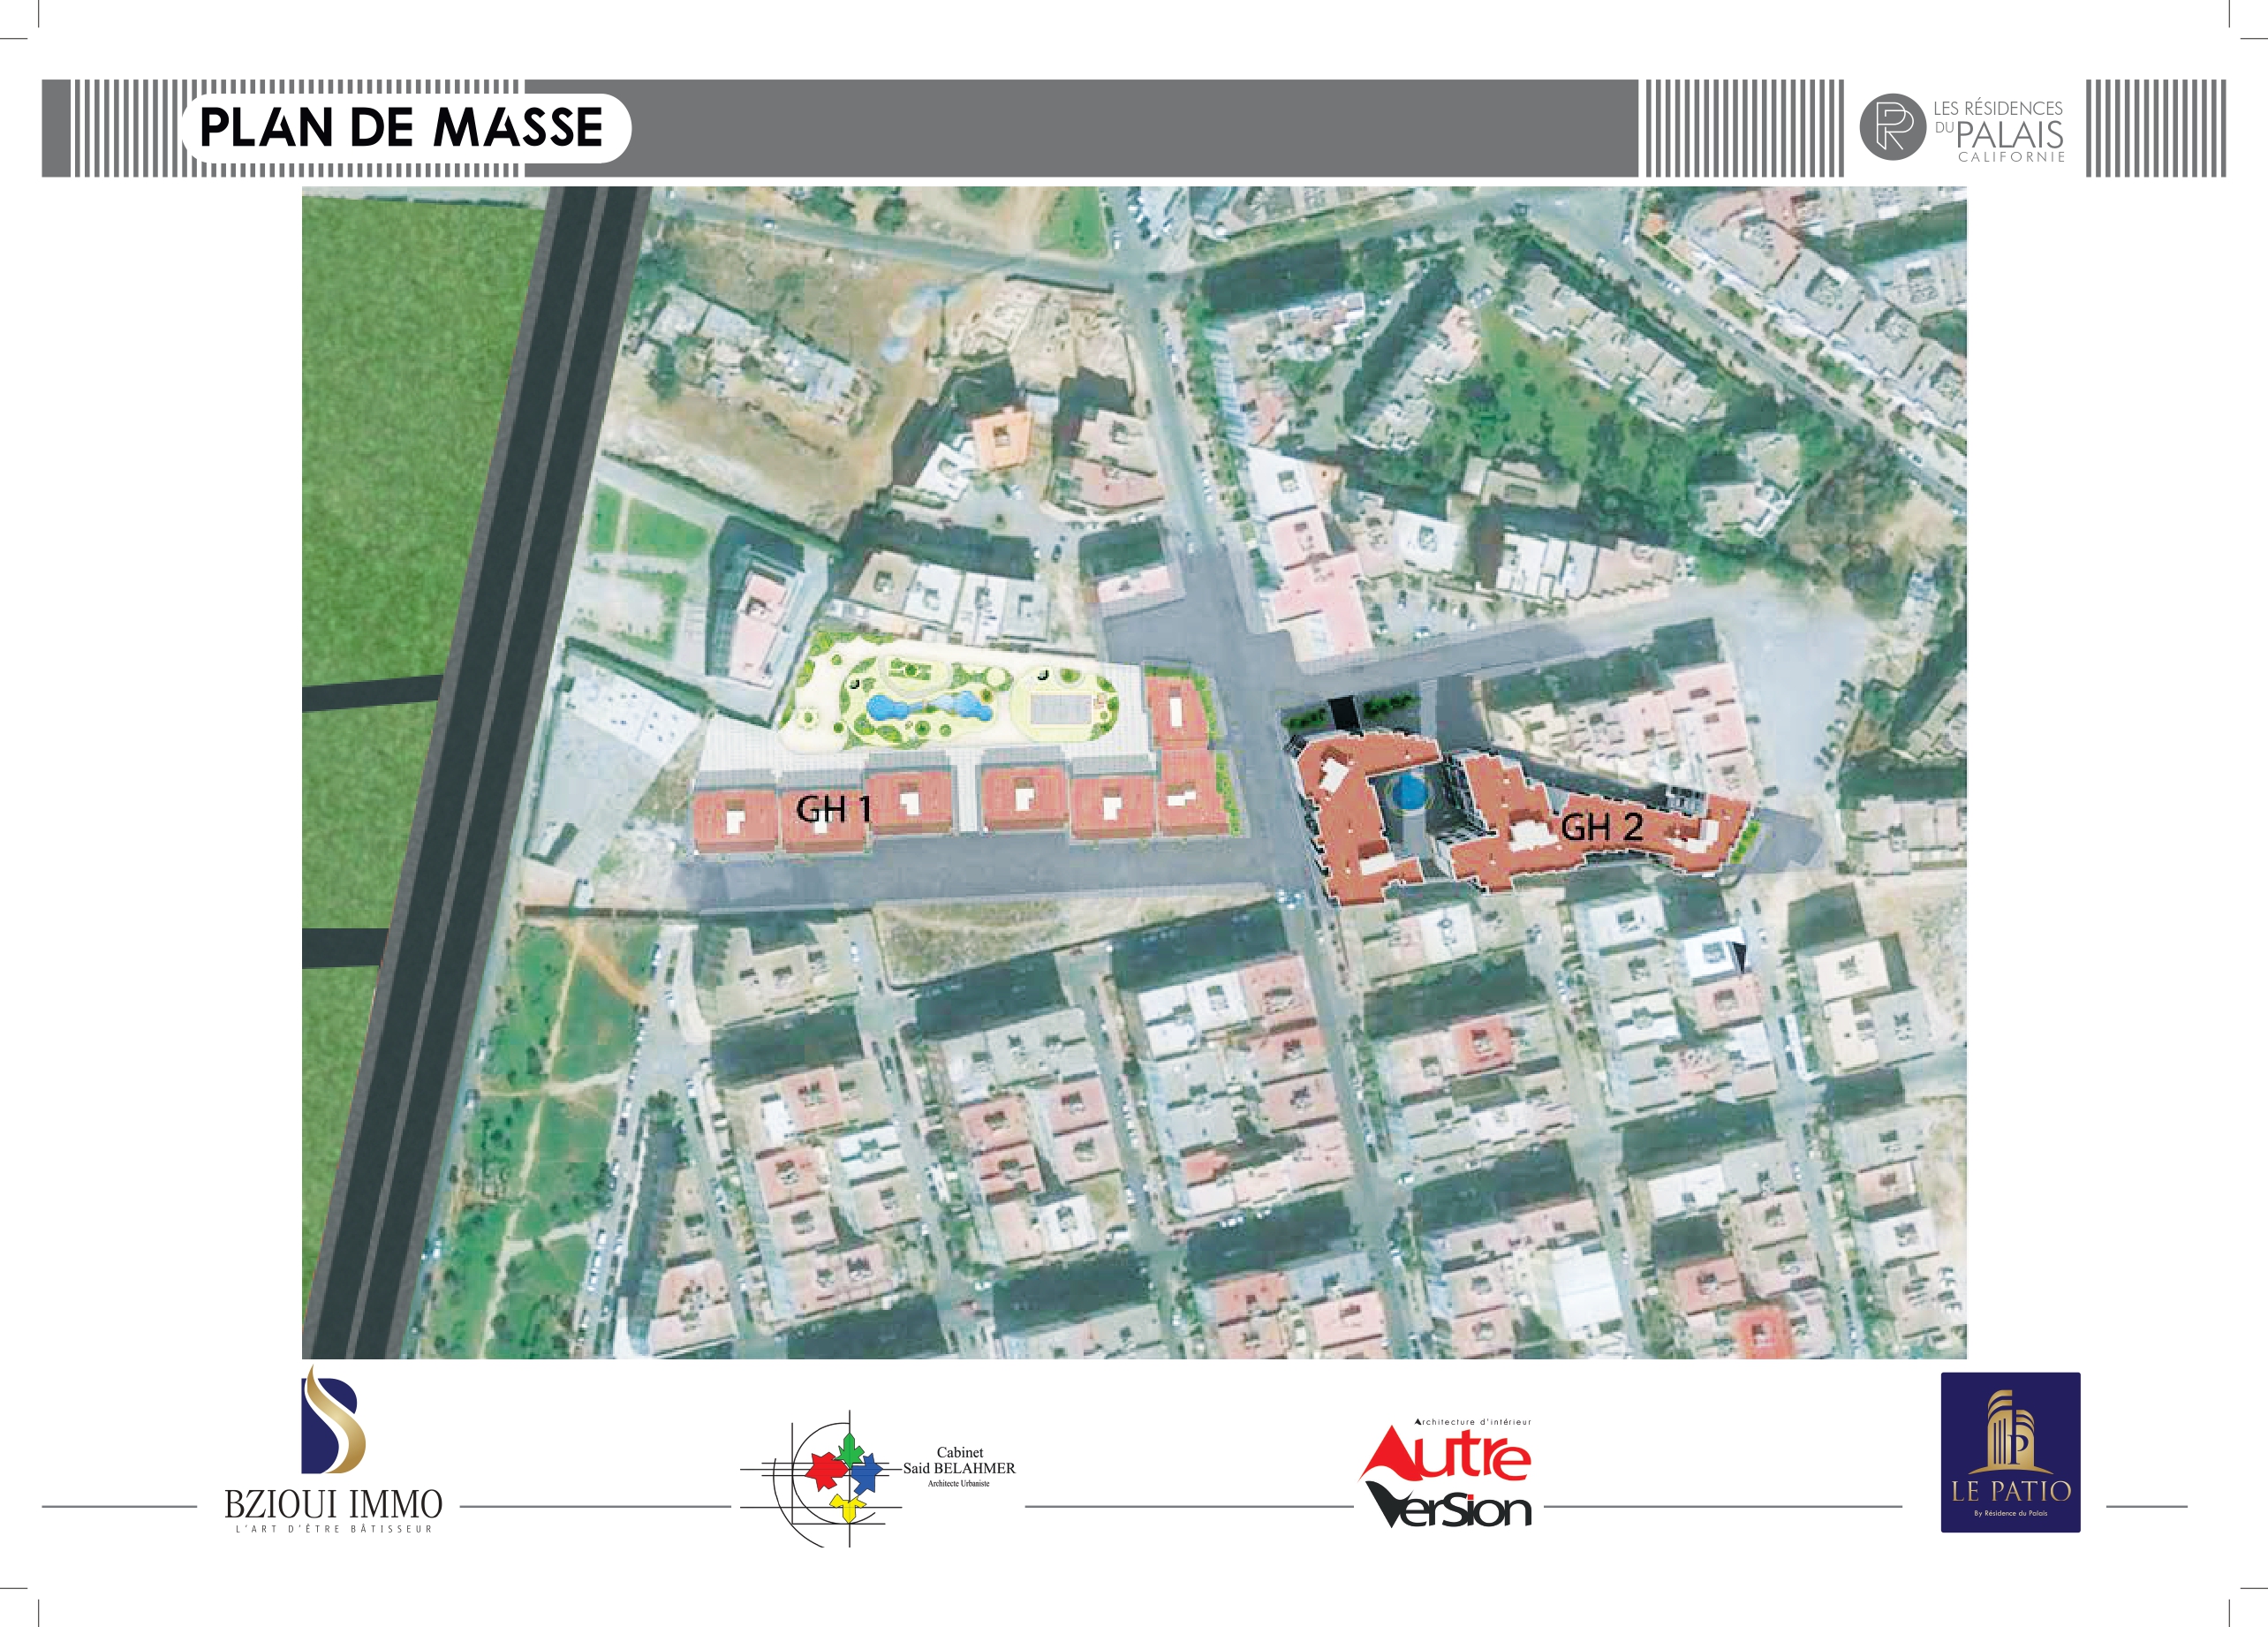 PLAN DE MASSE
LES RÉSIDENCES
DU PALAIS
CALIFORNIE
GH 1
GH 2
BZIOUI IMMO
L'ART D'ÊTRE BÂTISSEUR
Cabinet
Said BELAHMER
Architecte Urbaniste
Architecture d'intérieur
Autre
Version
LE PATIO
By Résidence du Palais